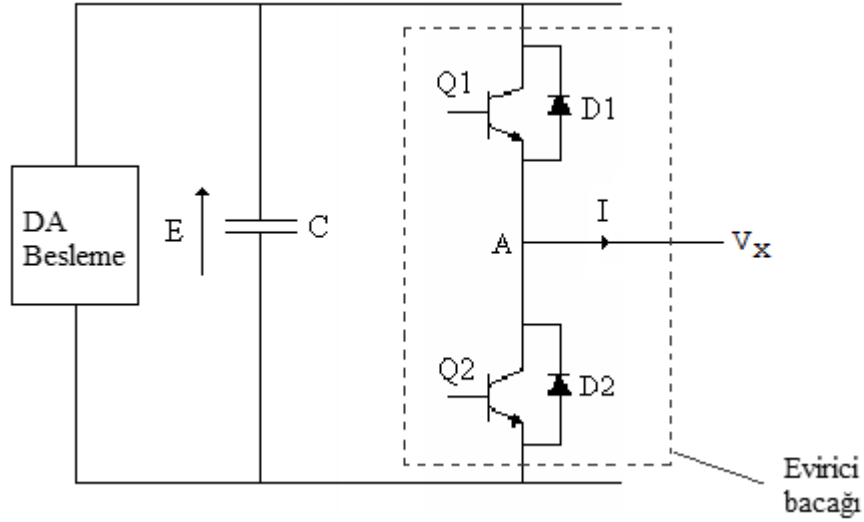 Q1
D1
DA
Besleme
E
C
I
A
Vx
Q2
D2
Evirici
bacağı